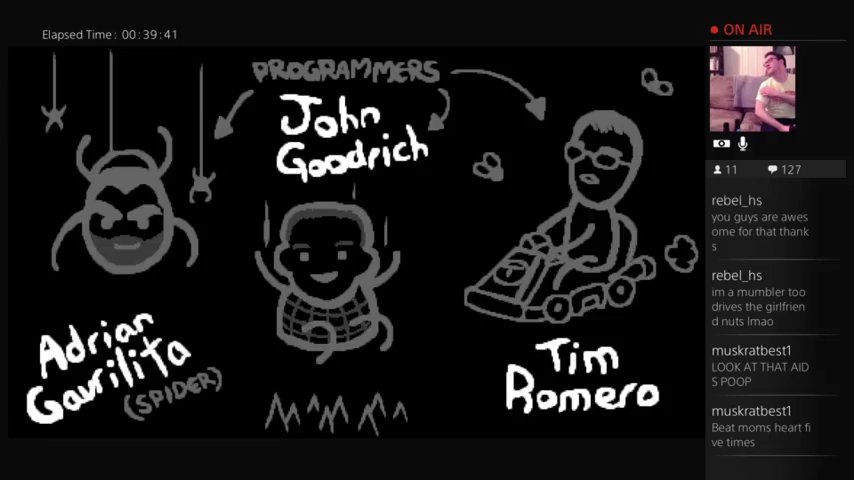 Elapsed Time: 00:39:41
PROGRAMMERS
John
Goodrich
Adrian
Gavrilita
(SPIDER)
Tim
Romero
ON AIR
11 127
rebel_hs
you guys are awes
ome for that thank
s
rebel_hs
im a mumbler too
drives the girlfrien
d nuts lmao
muskratbest1
LOOK AT THAT AID
S POOP
muskratbest1
Beat moms heart fi
ve times